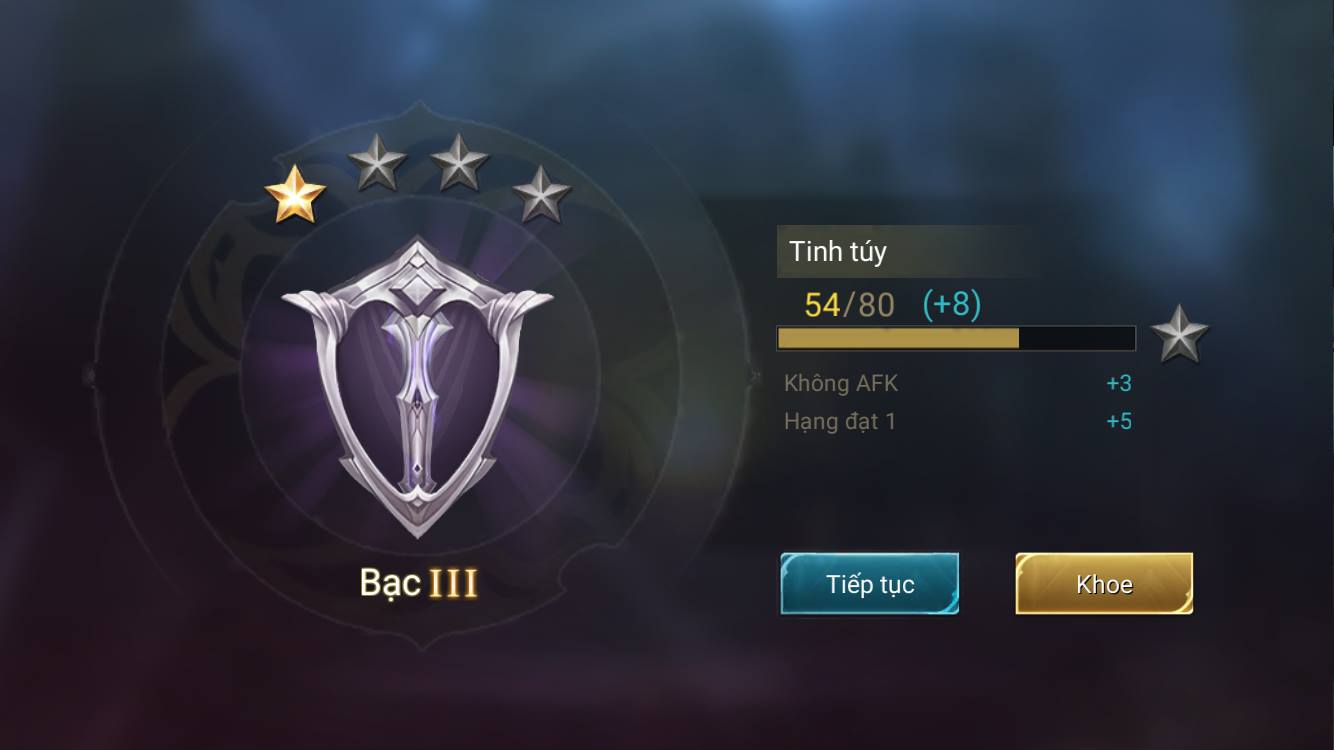 Tinh túy
54/80 (+8)
Không AFK +3
Hạng đạt 1 +5
Bạc III
Tiếp tục
Khoe